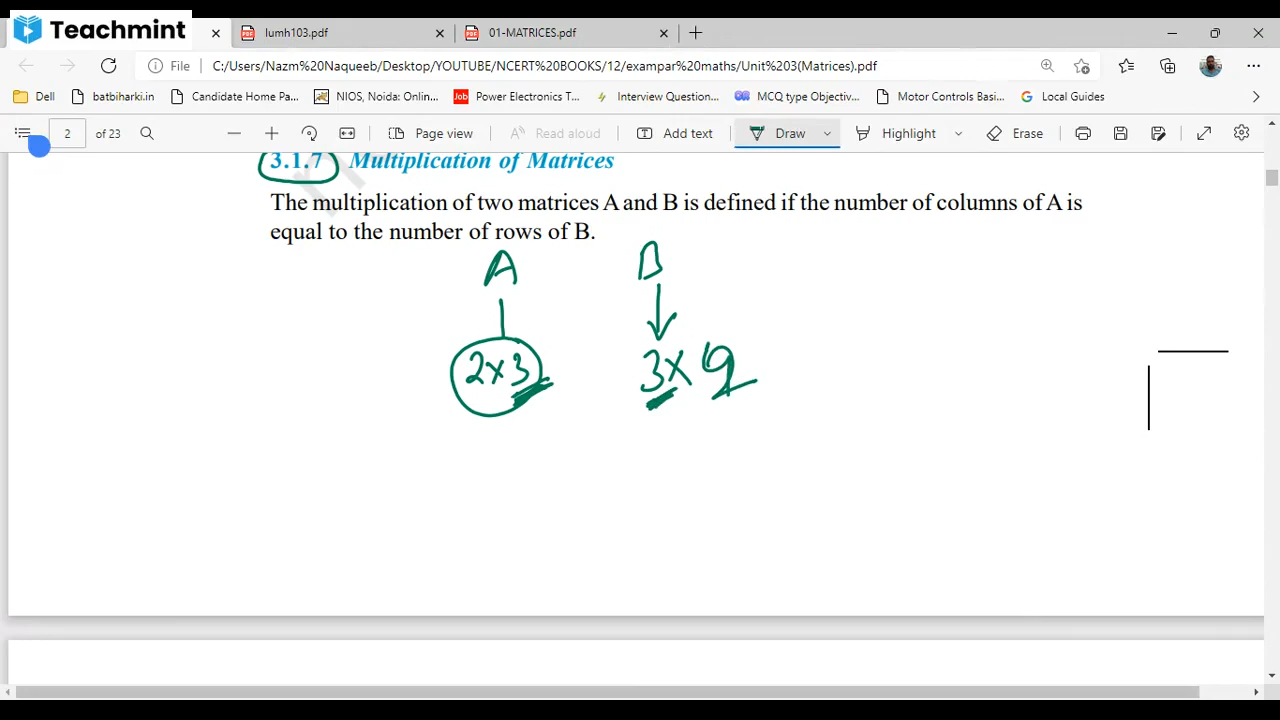 Teachmint
lumh103.pdf
01-MATRICES.pdf
File C:/Users/Nazm%20Naqueeb/Desktop/YOUTUBE/NCERT%20BOOKS/12/exampar%20maths/Unit%203(Matrices).pdf
Dell batbiharki.in Candidate Home Pa... NIOS, Noida: Onlin... Job Power Electronics T... Interview Question... MCQ type Objectiv... Motor Controls Basi... Local Guides
2 of 23 Page view Read aloud Add text Draw Highlight Erase
3.1.7 Multiplication of Matrices
The multiplication of two matrices A and B is defined if the number of columns of A is
equal to the number of rows of B.
A B
2×3 3×